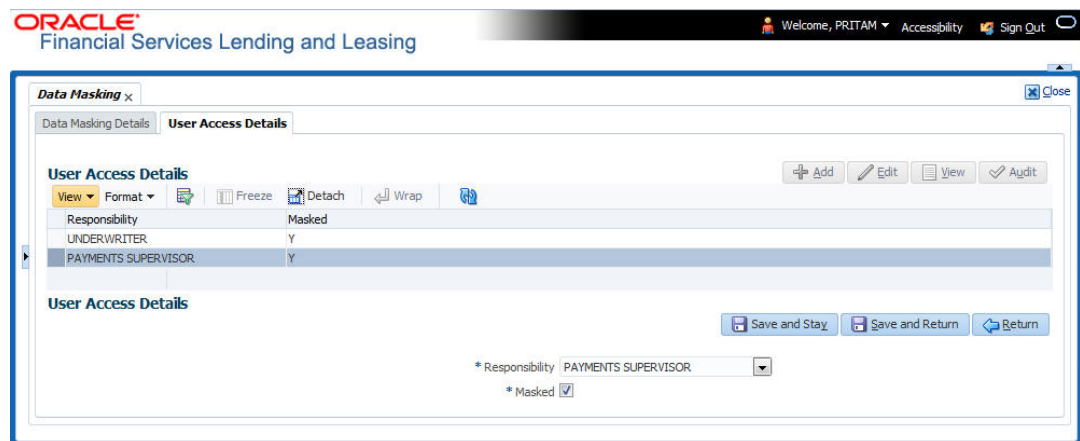 ORACLE®
Financial Services Lending and Leasing
Welcome, PRITAM Accessibility Sign Out
Data Masking
Close
Data Masking Details User Access Details
User Access Details
Add Edit View Audit
View Format Freeze Detach Wrap
Responsibility Masked
UNDERWRITER Y
PAYMENTS SUPERVISOR Y
User Access Details
Save and Stay Save and Return Return
* Responsibility PAYMENTS SUPERVISOR
* Masked